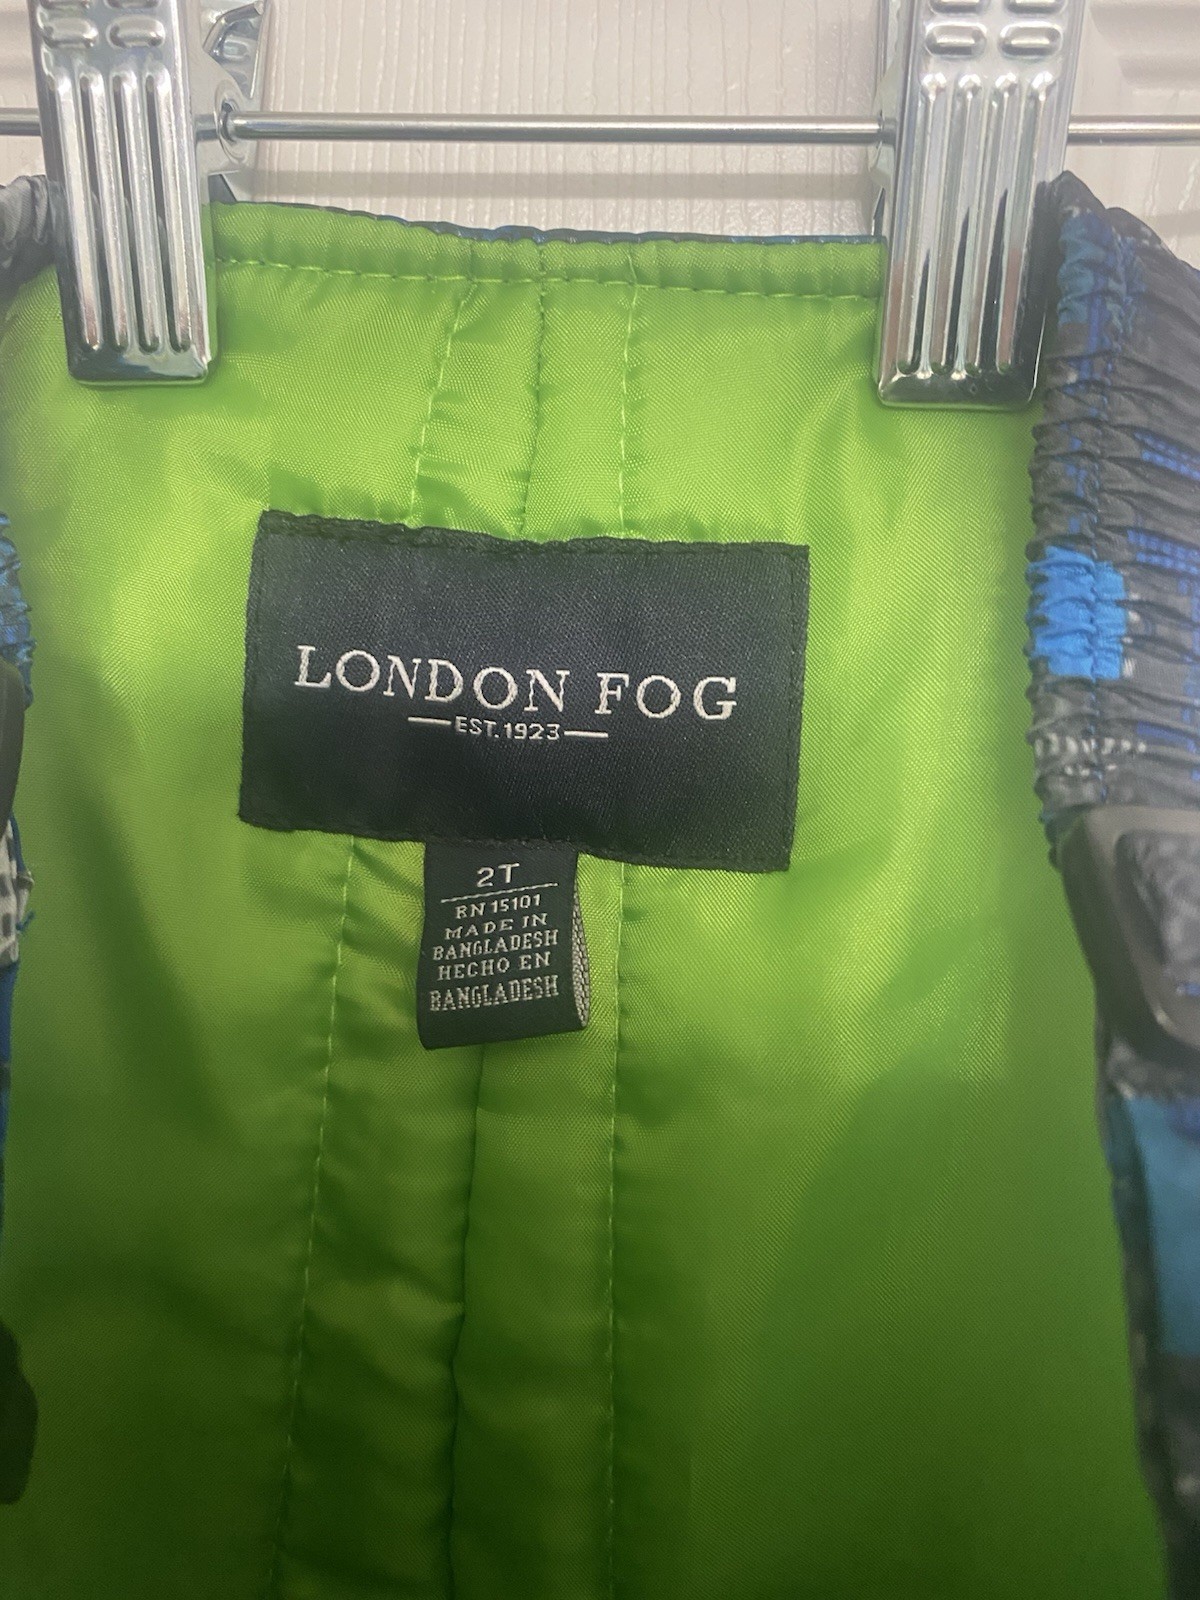 LONDON FOG
EST. 1923
2T
RN 15101
MADE IN
BANGLADESH
HECHO EN
BANGLADESH